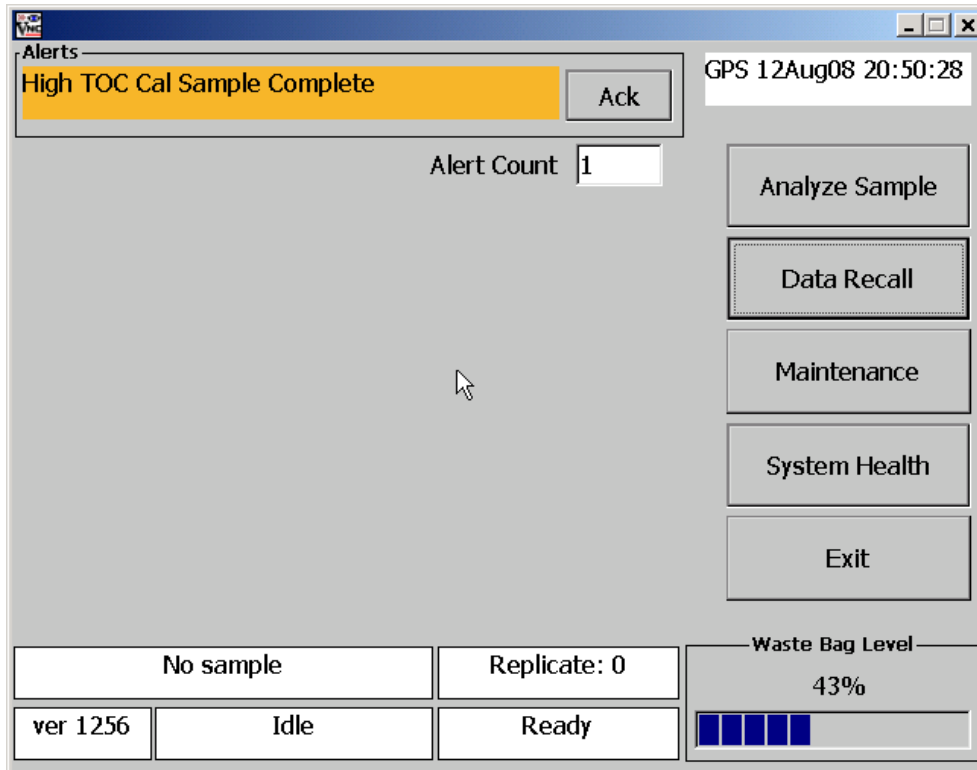 VNC
Alerts
High TOC Cal Sample Complete
Ack
GPS 12Aug08 20:50:28
Alert Count 1
Analyze Sample
Data Recall
Maintenance
System Health
Exit
No sample
Replicate: 0
Waste Bag Level
43%
ver 1256
Idle
Ready